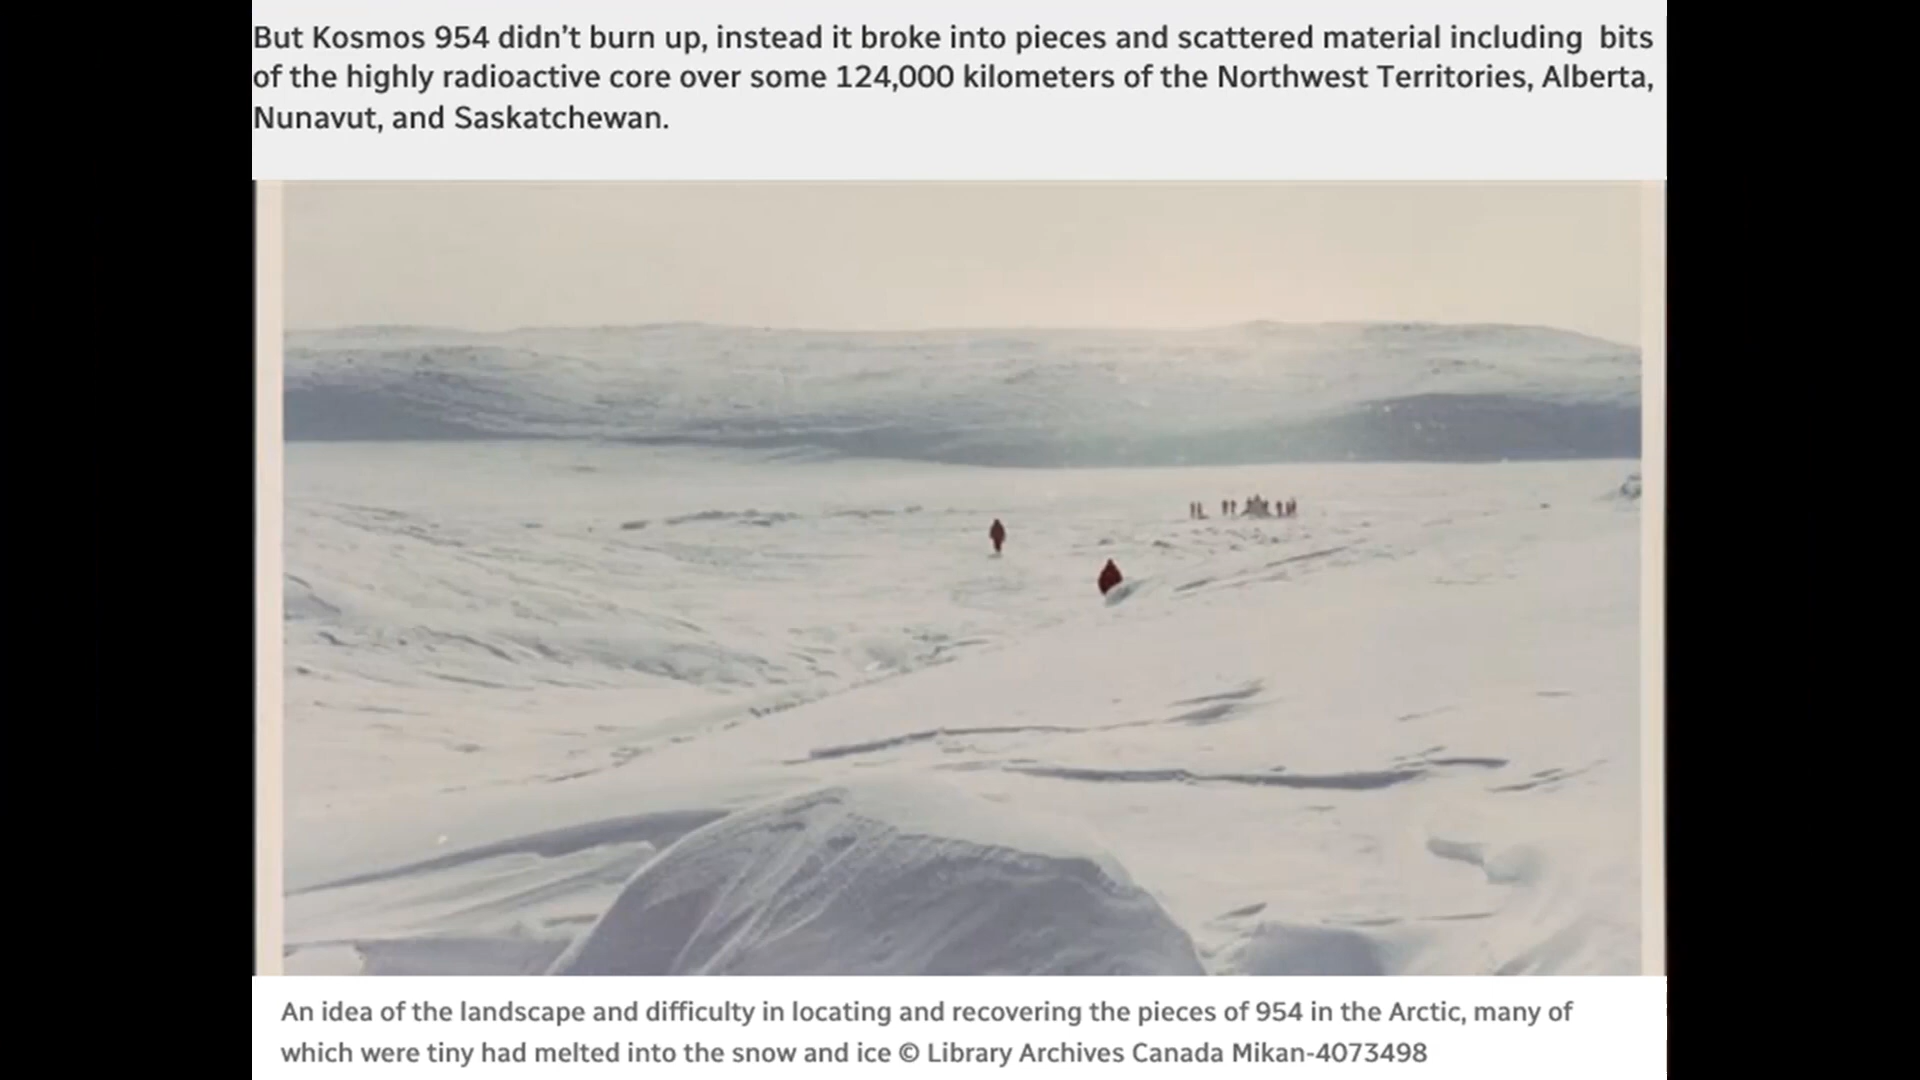 But Kosmos 954 didn’t burn up, instead it broke into pieces and scattered material including  bits
of the highly radioactive core over some 124,000 kilometers of the Northwest Territories, Alberta,
Nunavut, and Saskatchewan.
An idea of the landscape and difficulty in locating and recovering the pieces of 954 in the Arctic, many of
which were tiny had melted into the snow and ice © Library Archives Canada Mikan-4073498